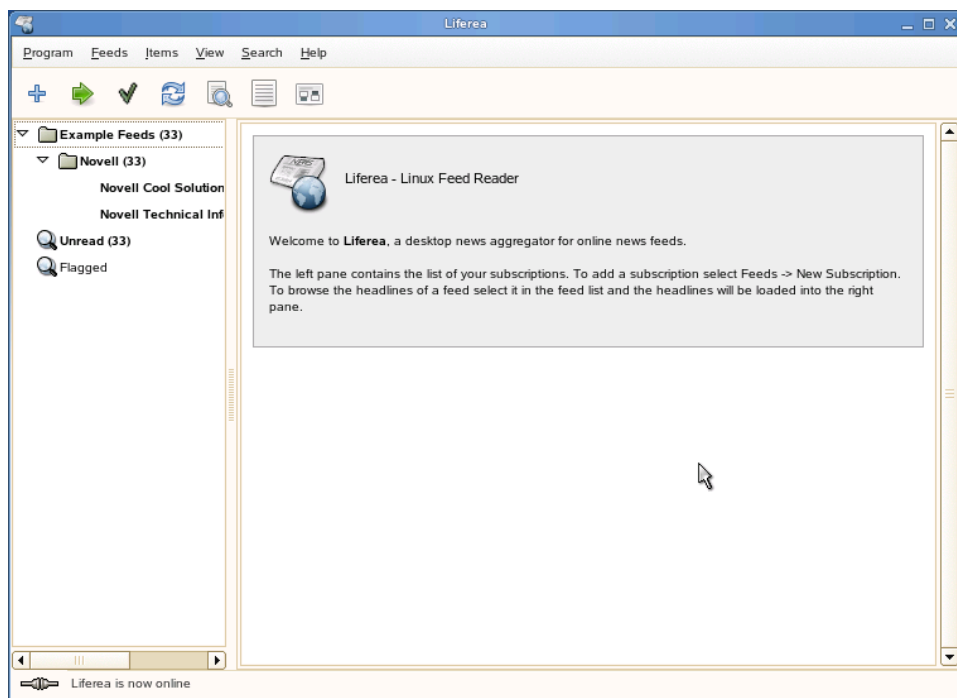 Liferea
Program Feeds Items View Search Help
Example Feeds (33)
Novell (33)
Novell Cool Solution
Novell Technical Inf
Unread (33)
Flagged
NEWS
Liferea - Linux Feed Reader
Welcome to Liferea, a desktop news aggregator for online news feeds.
The left pane contains the list of your subscriptions. To add a subscription select Feeds -> New Subscription.
To browse the headlines of a feed select it in the feed list and the headlines will be loaded into the right
pane.
Liferea is now online